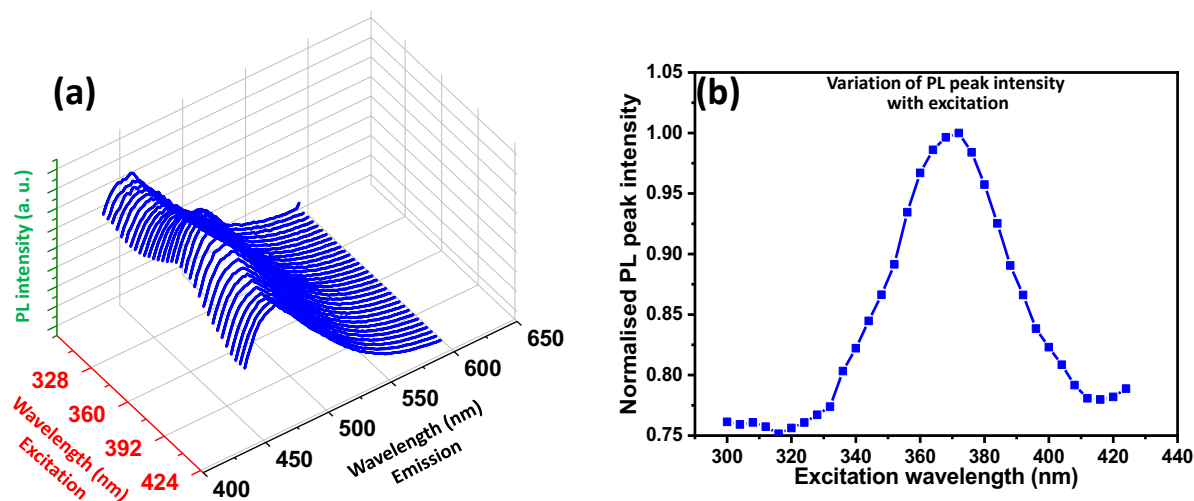 (a)
PL intensity (a. u.)
328
360
392
424
Wavelength (nm)
Excitation
400
450
500
550
600
650
Wavelength (nm)
Emission
(b)
Variation of PL peak intensity
with excitation
Normalised PL peak intensity
1.05
1.00
0.95
0.90
0.85
0.80
0.75
300
320
340
360
380
400
420
440
Excitation wavelength (nm)